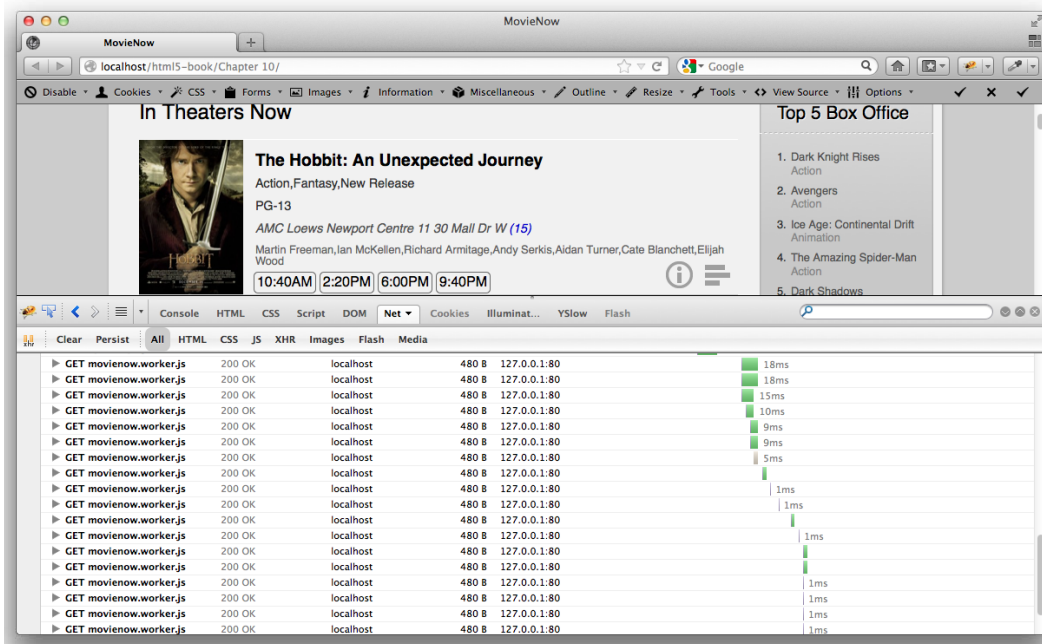 MovieNow
MovieNow
localhost/html5-book/Chapter 10/
Google
Disable Cookies CSS Forms Images Information Miscellaneous Outline Resize Tools View Source Options
In Theaters Now
The Hobbit: An Unexpected Journey
Action,Fantasy,New Release
PG-13
AMC Loews Newport Centre 11 30 Mall Dr W (15)
Martin Freeman,Ian McKellen,Richard Armitage,Andy Serkis,Aidan Turner,Cate Blanchett,Elijah
Wood
10:40AM 2:20PM 6:00PM 9:40PM
HOBBIT
Top 5 Box Office
1. Dark Knight Rises
Action
2. Avengers
Action
3. Ice Age: Continental Drift
Animation
4. The Amazing Spider-Man
Action
5. Dark Shadows
Console HTML CSS Script DOM Net Cookies Illuminat... YSlow Flash
xhr Clear Persist All HTML CSS JS XHR Images Flash Media
GET movienow.worker.js 200 OK localhost 480 B 127.0.0.1:80 18ms
GET movienow.worker.js 200 OK localhost 480 B 127.0.0.1:80 18ms
GET movienow.worker.js 200 OK localhost 480 B 127.0.0.1:80 15ms
GET movienow.worker.js 200 OK localhost 480 B 127.0.0.1:80 10ms
GET movienow.worker.js 200 OK localhost 480 B 127.0.0.1:80 9ms
GET movienow.worker.js 200 OK localhost 480 B 127.0.0.1:80 9ms
GET movienow.worker.js 200 OK localhost 480 B 127.0.0.1:80 5ms
GET movienow.worker.js 200 OK localhost 480 B 127.0.0.1:80
GET movienow.worker.js 200 OK localhost 480 B 127.0.0.1:80 1ms
GET movienow.worker.js 200 OK localhost 480 B 127.0.0.1:80 1ms
GET movienow.worker.js 200 OK localhost 480 B 127.0.0.1:80
GET movienow.worker.js 200 OK localhost 480 B 127.0.0.1:80 1ms
GET movienow.worker.js 200 OK localhost 480 B 127.0.0.1:80
GET movienow.worker.js 200 OK localhost 480 B 127.0.0.1:80
GET movienow.worker.js 200 OK localhost 480 B 127.0.0.1:80 1ms
GET movienow.worker.js 200 OK localhost 480 B 127.0.0.1:80 1ms
GET movienow.worker.js 200 OK localhost 480 B 127.0.0.1:80 1ms
GET movienow.worker.js 200 OK localhost 480 B 127.0.0.1:80 1ms